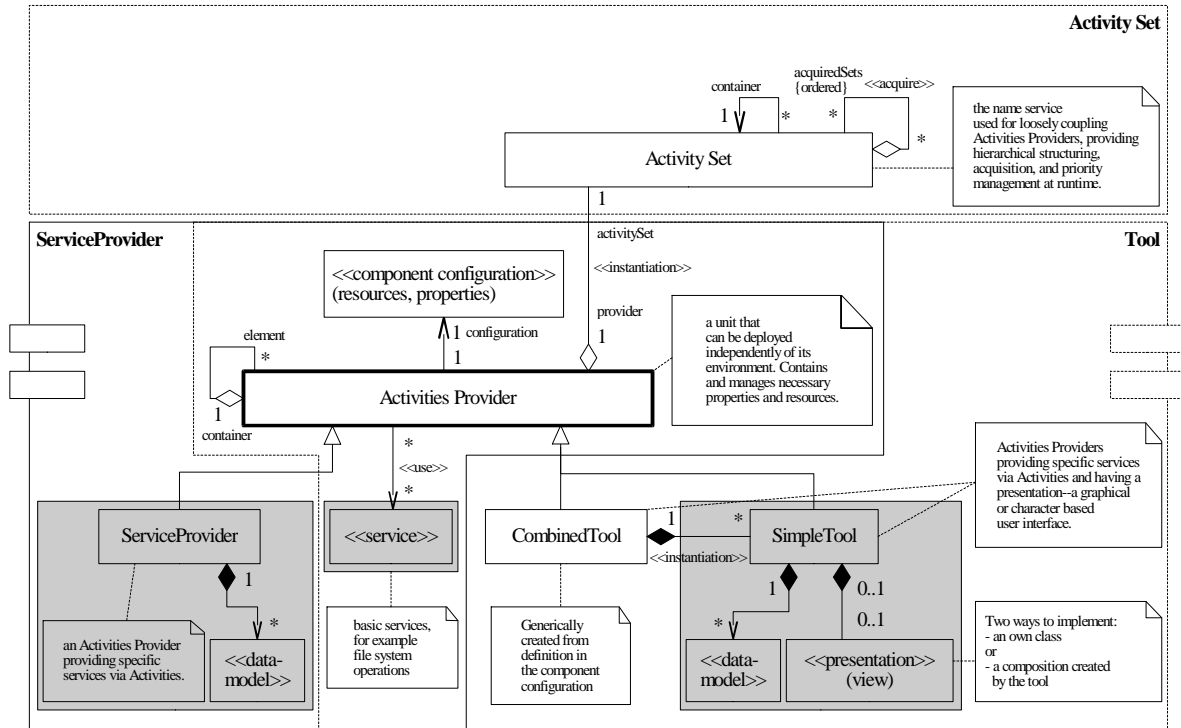 Activity Set
acquiredSets
{ordered}
<<acquire>>
container
1
*
*
*
Activity Set
the name service
used for loosely coupling
Activities Providers, providing
hierarchical structuring,
acquisition, and priority
management at runtime.
1
ServiceProvider
Tool
activitySet
<<instantiation>>
provider
1
<<component configuration>>
(resources, properties)
1
configuration
1
element
*
1
container
Activities Provider
a unit that
can be deployed
independently of its
environment. Contains
and manages necessary
properties and resources.
*
<<use>>
*
Activities Providers
providing specific services
via Activities and having a
presentation--a graphical
or character based
user interface.
ServiceProvider
1
*
<<service>>
CombinedTool
1
*
<<instantiation>>
SimpleTool
1
*
0..1
0..1
an Activities Provider
providing specific
services via Activities.
<<data-
model>>
basic services,
for example
file system
operations
Generically
created from
definition in
the component
configuration
<<data-
model>>
<<presentation>>
(view)
Two ways to implement:
- an own class
or
- a composition created
by the tool